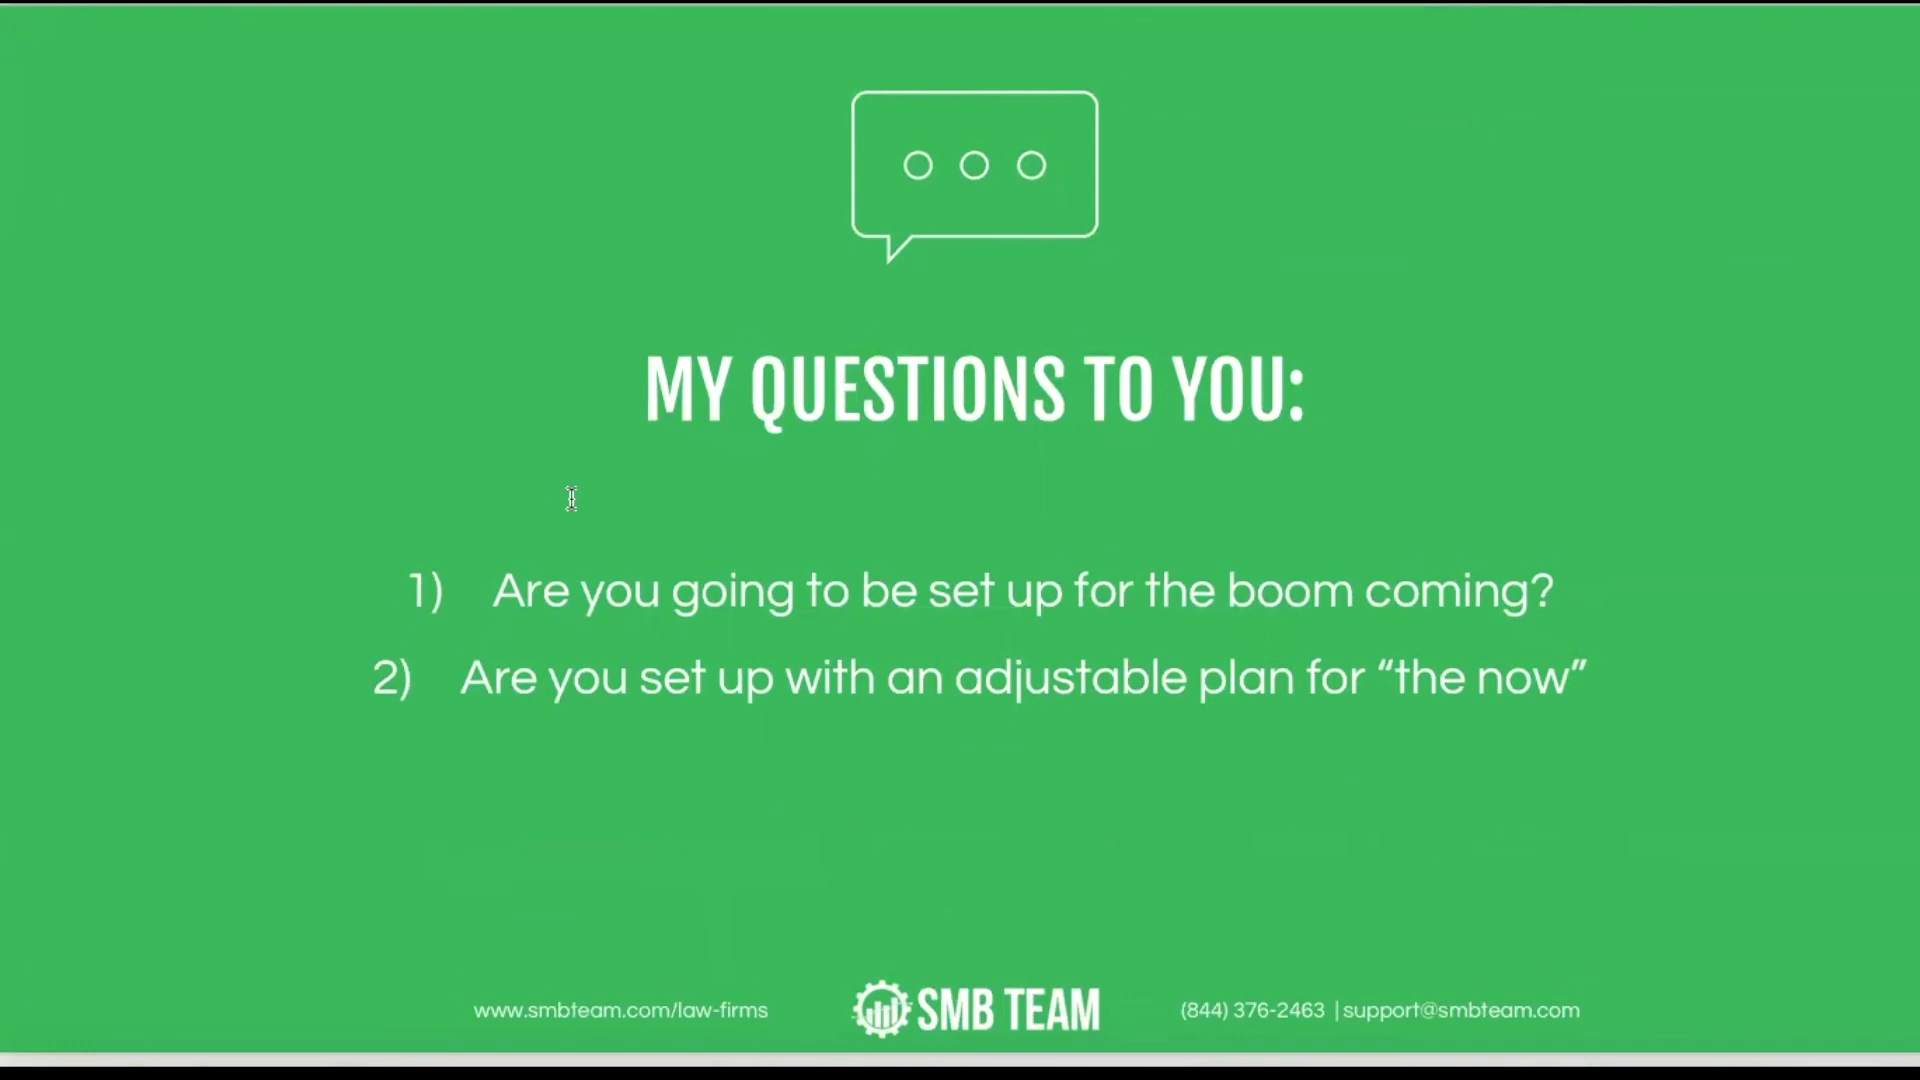 MY QUESTIONS TO YOU:
1) Are you going to be set up for the boom coming?
2) Are you set up with an adjustable plan for “the now”
www.smbteam.com/law-firms
SMB TEAM
(844) 376-2463 | support@smbteam.com